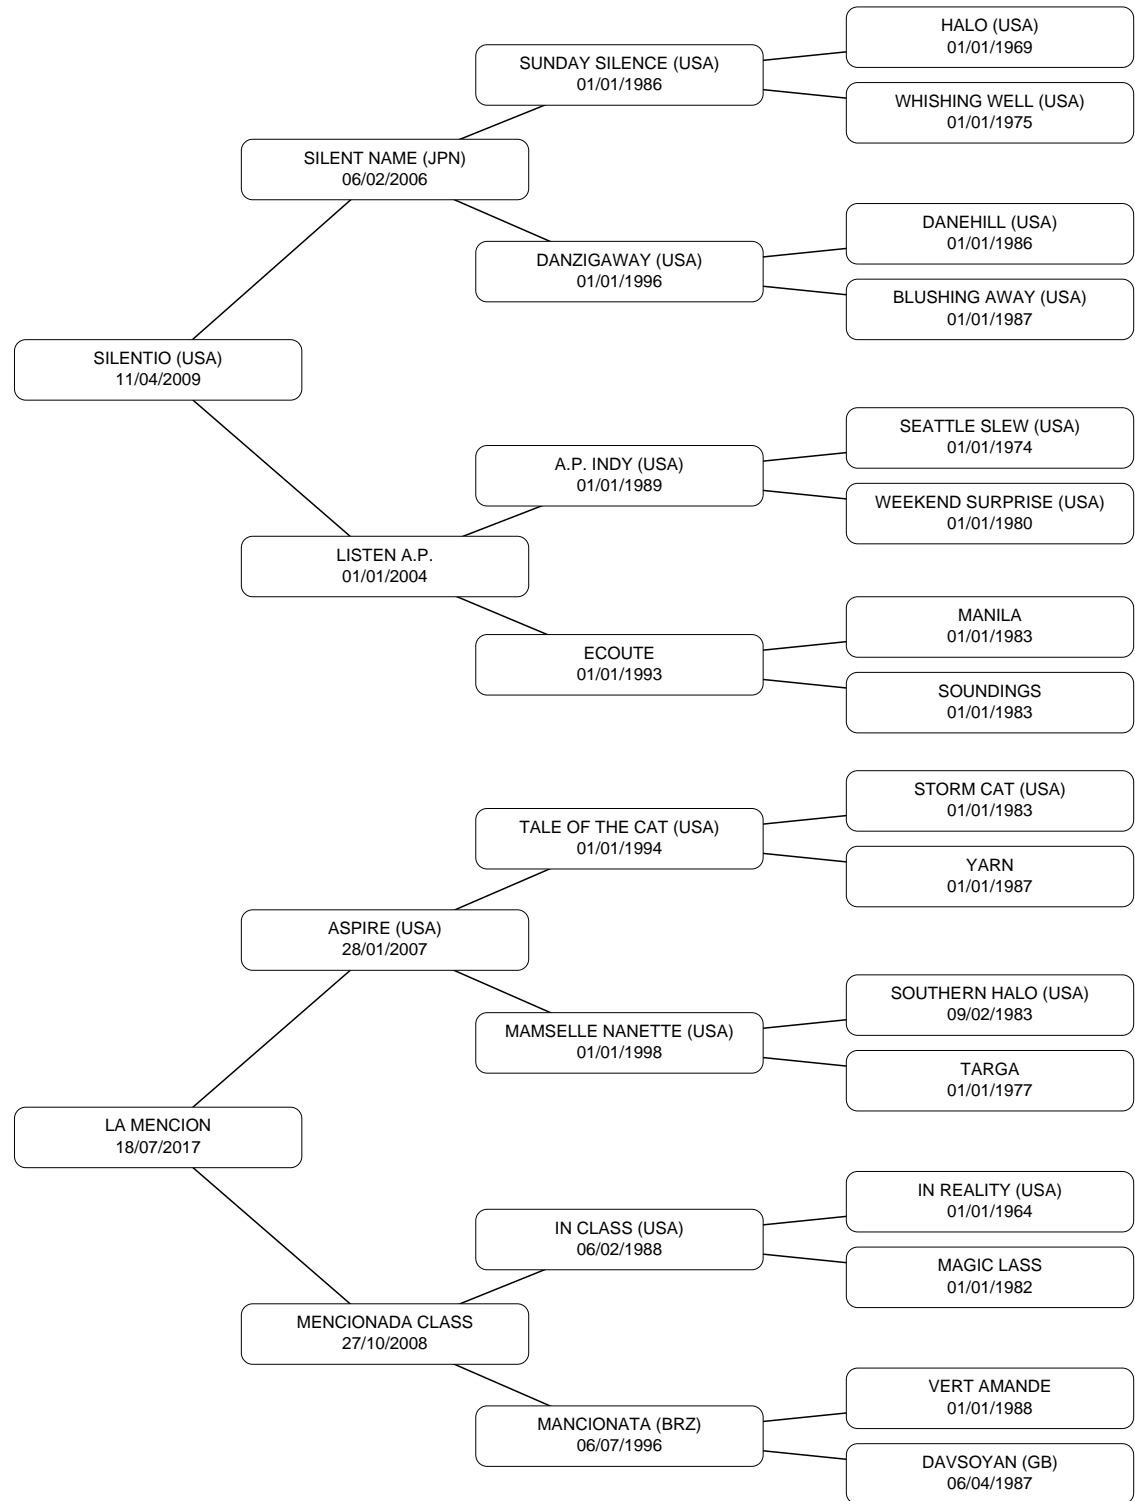 HALO (USA)
01/01/1969
SUNDAY SILENCE (USA)
01/01/1986
WHISHING WELL (USA)
01/01/1975
SILENT NAME (JPN)
06/02/2006
DANEHILL (USA)
01/01/1986
DANZIGAWAY (USA)
01/01/1996
BLUSHING AWAY (USA)
01/01/1987
SILENTIO (USA)
11/04/2009
SEATTLE SLEW (USA)
01/01/1974
A.P. INDY (USA)
01/01/1989
WEEKEND SURPRISE (USA)
01/01/1980
LISTEN A.P.
01/01/2004
MANILA
01/01/1983
ECOUTE
01/01/1993
SOUNDINGS
01/01/1983
STORM CAT (USA)
01/01/1983
TALE OF THE CAT (USA)
01/01/1994
YARN
01/01/1987
ASPIRE (USA)
28/01/2007
SOUTHERN HALO (USA)
09/02/1983
MAMSELLE NANETTE (USA)
01/01/1998
TARGA
01/01/1977
LA MENCION
18/07/2017
IN REALITY (USA)
01/01/1964
IN CLASS (USA)
06/02/1988
MAGIC LASS
01/01/1982
MENCIONADA CLASS
27/10/2008
VERT AMANDE
01/01/1988
MANCIONATA (BRZ)
06/07/1996
DAVSOYAN (GB)
06/04/1987